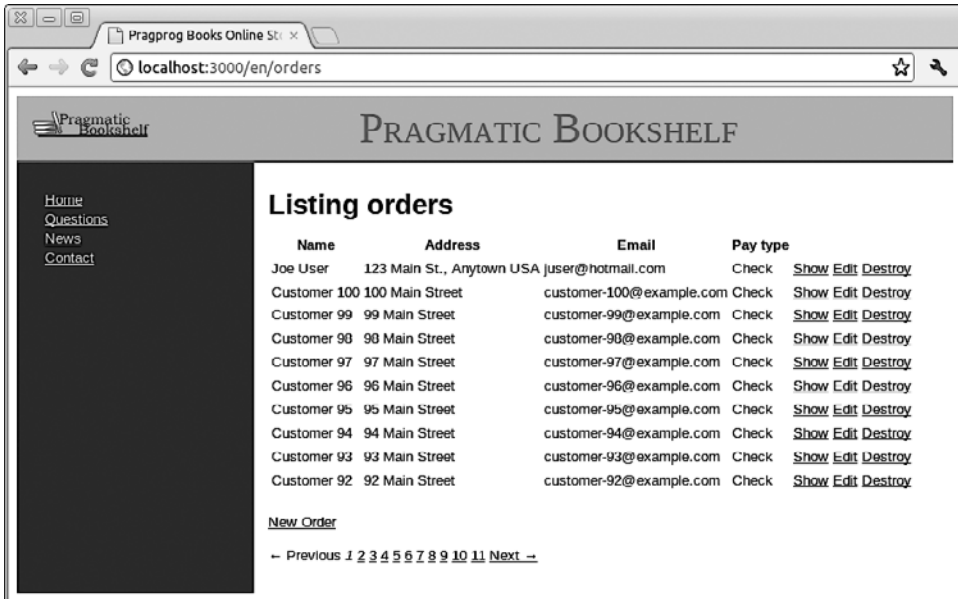 Pragprog Books Online Sto
localhost:3000/en/orders
Pragmatic
Bookshelf
PRAGMATIC BOOKSHELF
Home
Questions
News
Contact
Listing orders
Name Address Email Pay type
Joe User 123 Main St., Anytown USA juser@hotmail.com Check Show Edit Destroy
Customer 100 100 Main Street customer-100@example.com Check Show Edit Destroy
Customer 99 99 Main Street customer-99@example.com Check Show Edit Destroy
Customer 98 98 Main Street customer-98@example.com Check Show Edit Destroy
Customer 97 97 Main Street customer-97@example.com Check Show Edit Destroy
Customer 96 96 Main Street customer-96@example.com Check Show Edit Destroy
Customer 95 95 Main Street customer-95@example.com Check Show Edit Destroy
Customer 94 94 Main Street customer-94@example.com Check Show Edit Destroy
Customer 93 93 Main Street customer-93@example.com Check Show Edit Destroy
Customer 92 92 Main Street customer-92@example.com Check Show Edit Destroy
New Order
← Previous 1 2 3 4 5 6 7 8 9 10 11 Next →